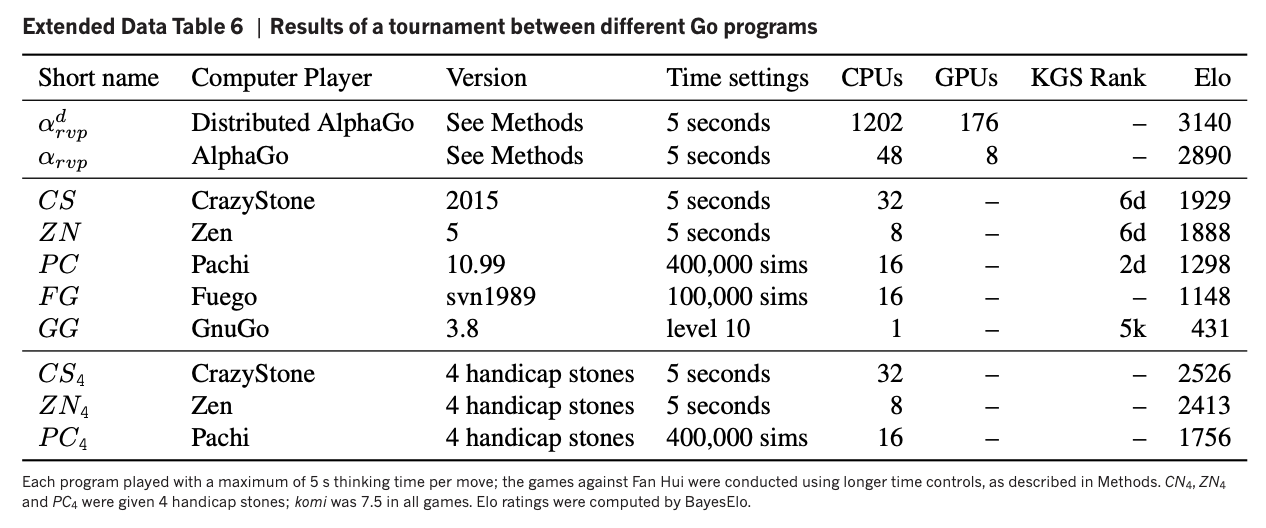 Extended Data Table 6 | Results of a tournament between different Go programs
Short name Computer Player Version Time settings CPUs GPUs KGS Rank Elo
α^d_rvp Distributed AlphaGo See Methods 5 seconds 1202 176 – 3140
α_rvp AlphaGo See Methods 5 seconds 48 8 – 2890
CS CrazyStone 2015 5 seconds 32 – 6d 1929
ZN Zen 5 5 seconds 8 – 6d 1888
PC Pachi 10.99 400,000 sims 16 – 2d 1298
FG Fuego svn1989 100,000 sims 16 – – 1148
GG GnuGo 3.8 level 10 1 – 5k 431
CS₄ CrazyStone 4 handicap stones 5 seconds 32 – – 2526
ZN₄ Zen 4 handicap stones 5 seconds 8 – – 2413
PC₄ Pachi 4 handicap stones 400,000 sims 16 – – 1756
Each program played with a maximum of 5 s thinking time per move; the games against Fan Hui were conducted using longer time controls, as described in Methods. CN₄, ZN₄
and PC₄ were given 4 handicap stones; komi was 7.5 in all games. Elo ratings were computed by BayesElo.